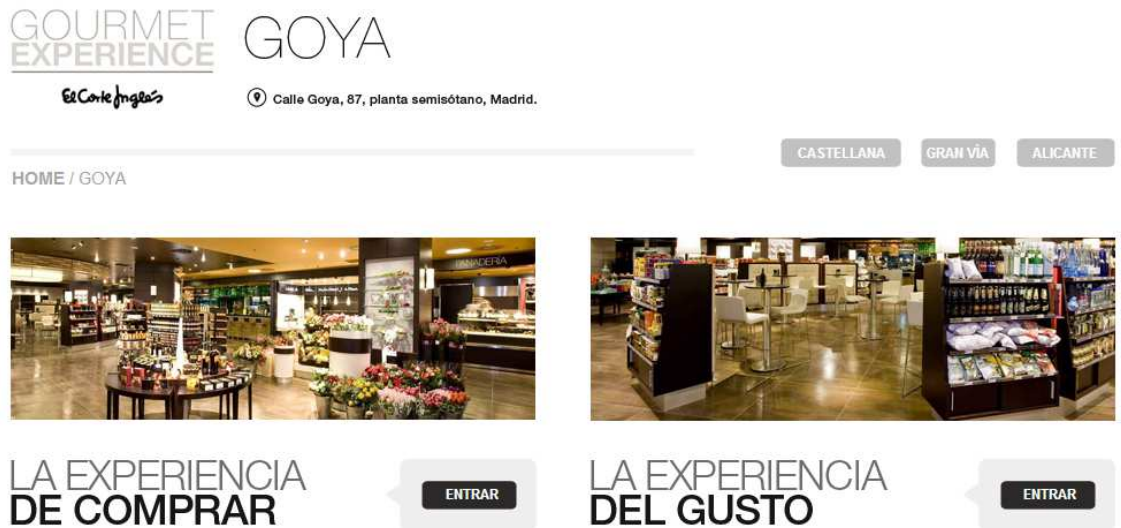 GOURMET
EXPERIENCE
El Corte Inglés
GOYA
Calle Goya, 87, planta semisótano, Madrid.
CASTELLANA
GRAN VÍA
ALICANTE
HOME / GOYA
PANADERÍA
LA EXPERIENCIA
DE COMPRAR
ENTRAR
LA EXPERIENCIA
DEL GUSTO
ENTRAR